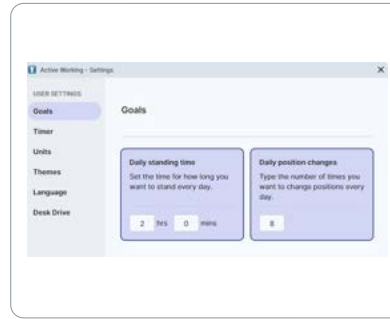 Active Working - Settings
USER SETTINGS
Goals
Timer
Units
Themes
Language
Desk Drive
Goals
Daily standing time
Set the time for how long you
want to stand every day.
2 hrs 0 mins
Daily position changes
Type the number of times you
want to change positions every
day.
8